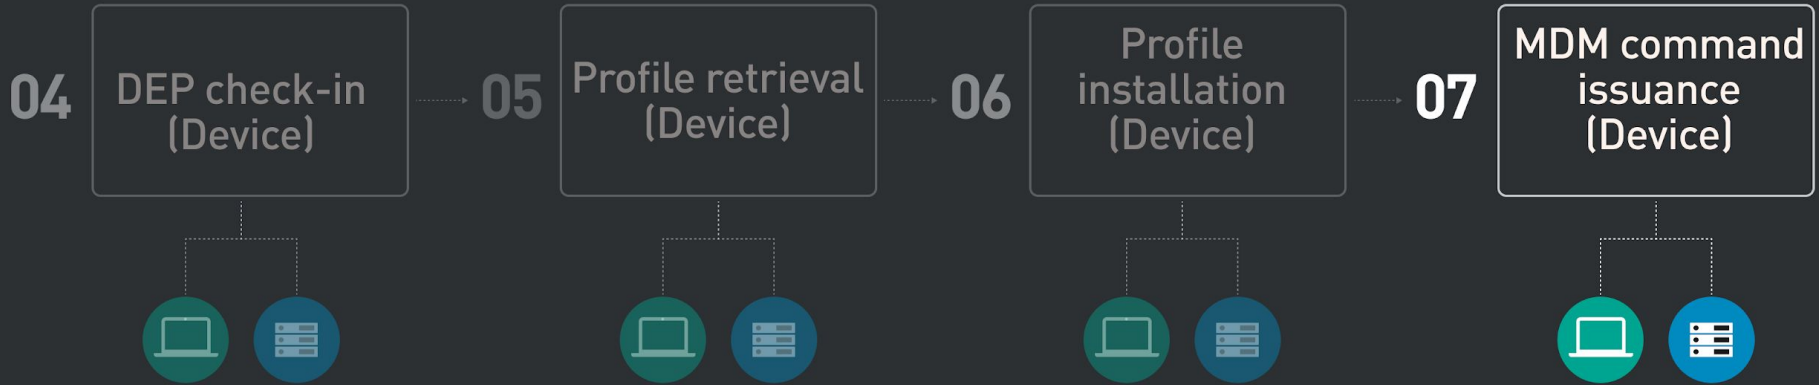 04
DEP check-in
(Device)
05
Profile retrieval
(Device)
06
Profile
installation
(Device)
07
MDM command
issuance
(Device)